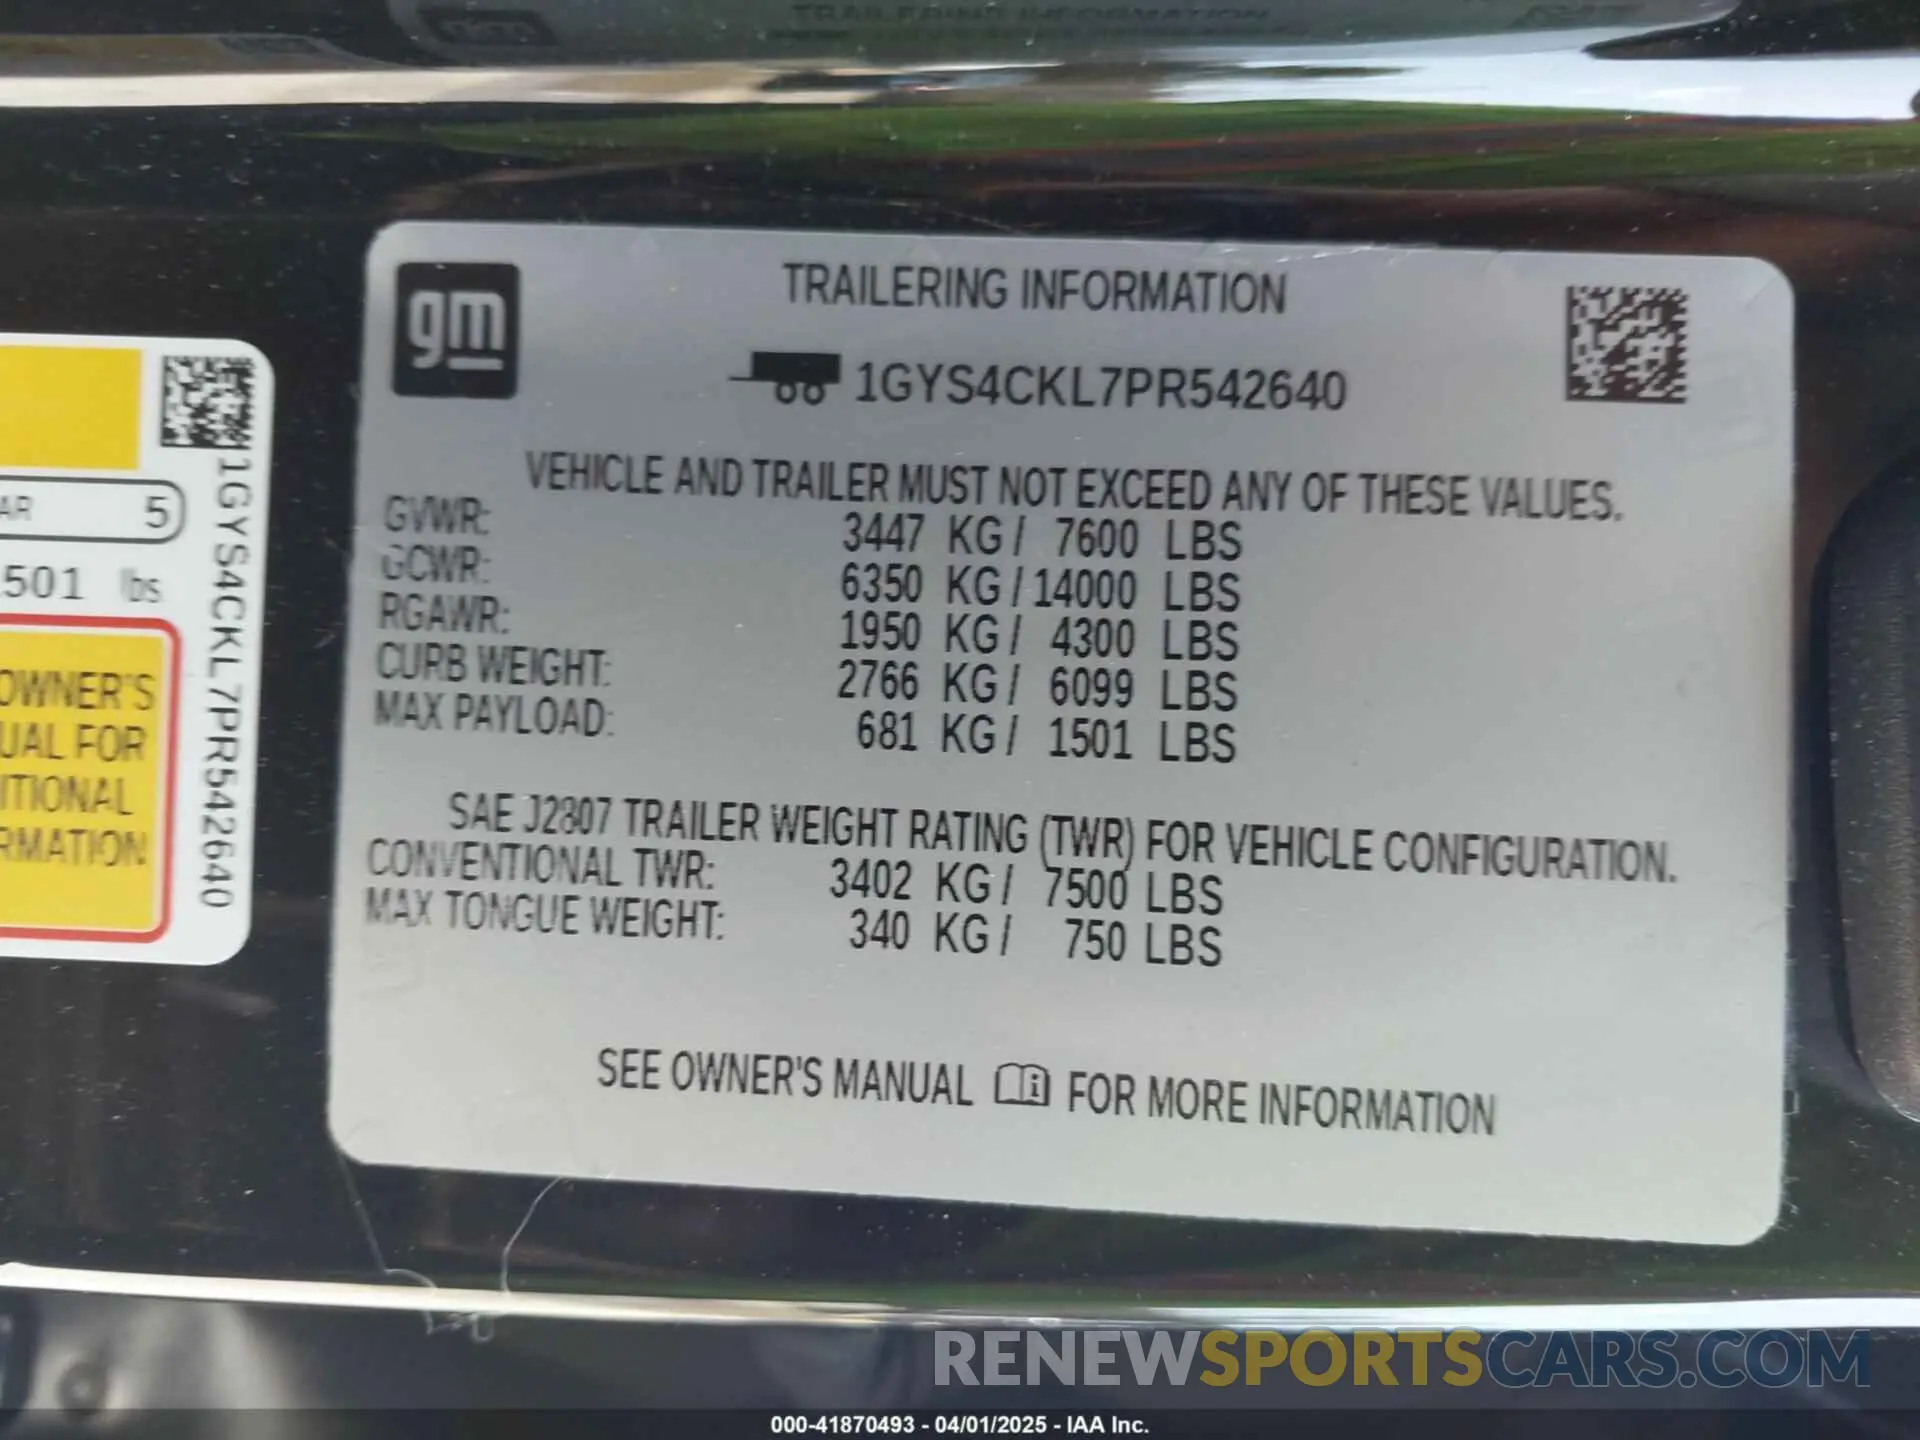 TRAILERING INFORMATION
gm
TRAILERING INFORMATION
1GYS4CKL7PR542640
VEHICLE AND TRAILER MUST NOT EXCEED ANY OF THESE VALUES.
GVWR: 3447 KG / 7600 LBS
GCWR: 6350 KG / 14000 LBS
RGAWR: 1950 KG / 4300 LBS
CURB WEIGHT: 2766 KG / 6099 LBS
MAX PAYLOAD: 681 KG / 1501 LBS
SAE J2807 TRAILER WEIGHT RATING (TWR) FOR VEHICLE CONFIGURATION.
CONVENTIONAL TWR: 3402 KG / 7500 LBS
MAX TONGUE WEIGHT: 340 KG / 750 LBS
SEE OWNER'S MANUAL FOR MORE INFORMATION
AR 5
501 lbs
OWNER'S
UAL FOR
ITIONAL
RMATION
1GYS4CKL7PR542640
RENEWSPORTSCARS.COM
000-41870493 - 04/01/2025 - IAA Inc.